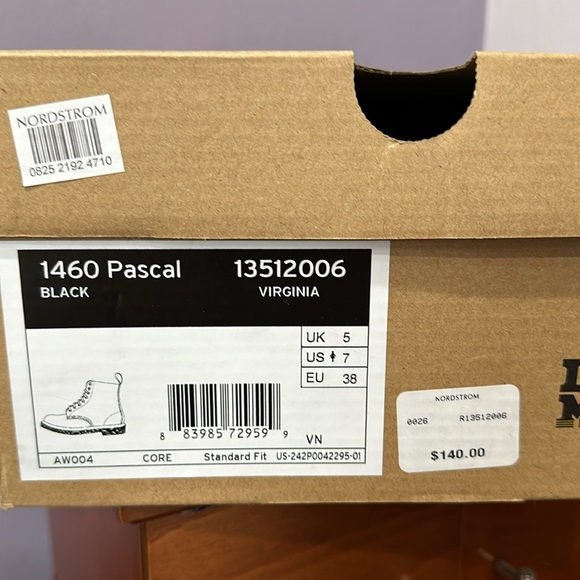 NORDSTROM
0825 2192 4710
1460 Pascal 13512006
BLACK VIRGINIA
UK 5
US 7
EU 38
8 83985 72959 9
VN
AW004 CORE Standard Fit US-242P0042295-01
NORDSTROM
0026 R13512006
$140.00